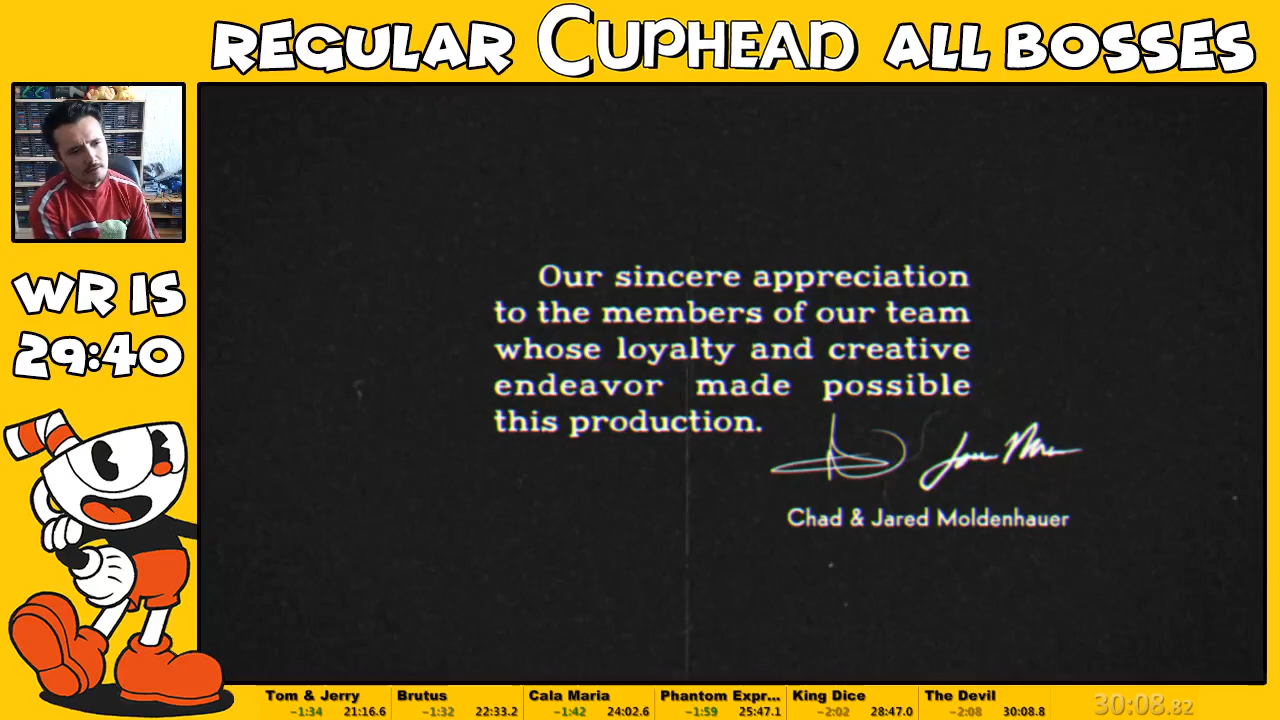 REGULAR CUPHEAD ALL BOSSES
WR IS
29:40
Our sincere appreciation
to the members of our team
whose loyalty and creative
endeavor made possible
this production.
Chad & Jared Moldenhauer
Tom & Jerry
-1:34 21:16.6
Brutus
-1:32 22:33.2
Cala Maria
-1:42 24:02.6
Phantom Expr...
-1:59 25:47.1
King Dice
-2:02 28:47.0
The Devil
-2:08 30:08.8
30:08.82